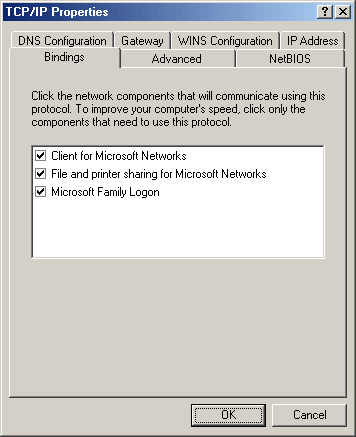 TCP/IP Properties
DNS Configuration Gateway WINS Configuration IP Address
Bindings Advanced NetBIOS
Click the network components that will communicate using this
protocol. To improve your computer's speed, click only the
components that need to use this protocol.
Client for Microsoft Networks
File and printer sharing for Microsoft Networks
Microsoft Family Logon
OK Cancel